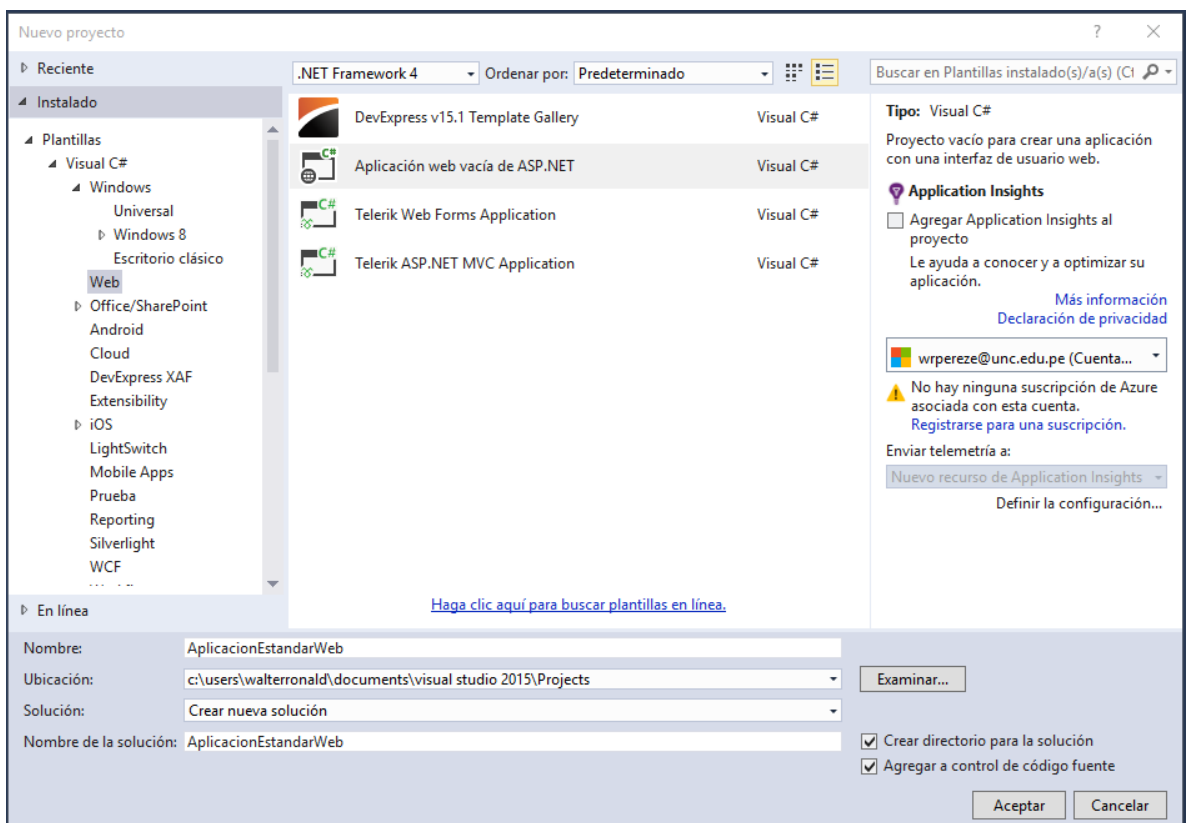 Nuevo proyecto
?
Reciente
.NET Framework 4
Ordenar por:
Predeterminado
Buscar en Plantillas instalado(s)/a(s) (Ct
Instalado
Plantillas
Visual C#
Windows
Universal
Windows 8
Escritorio clásico
Web
Office/SharePoint
Android
Cloud
DevExpress XAF
Extensibility
iOS
LightSwitch
Mobile Apps
Prueba
Reporting
Silverlight
WCF
En línea
DevExpress v15.1 Template Gallery Visual C#
Aplicación web vacía de ASP.NET Visual C#
Telerik Web Forms Application Visual C#
Telerik ASP.NET MVC Application Visual C#
Haga clic aquí para buscar plantillas en línea.
Tipo: Visual C#
Proyecto vacío para crear una aplicación
con una interfaz de usuario web.
Application Insights
Agregar Application Insights al
proyecto
Le ayuda a conocer y a optimizar su
aplicación.
Más información
Declaración de privacidad
wrpereze@unc.edu.pe (Cuenta...
No hay ninguna suscripción de Azure
asociada con esta cuenta.
Registrarse para una suscripción.
Enviar telemetría a:
Nuevo recurso de Application Insights
Definir la configuración...
Nombre: AplicacionEstandarWeb
Ubicación: c:\users\walterronald\documents\visual studio 2015\Projects
Examinar...
Solución: Crear nueva solución
Nombre de la solución: AplicacionEstandarWeb
Crear directorio para la solución
Agregar a control de código fuente
Aceptar
Cancelar